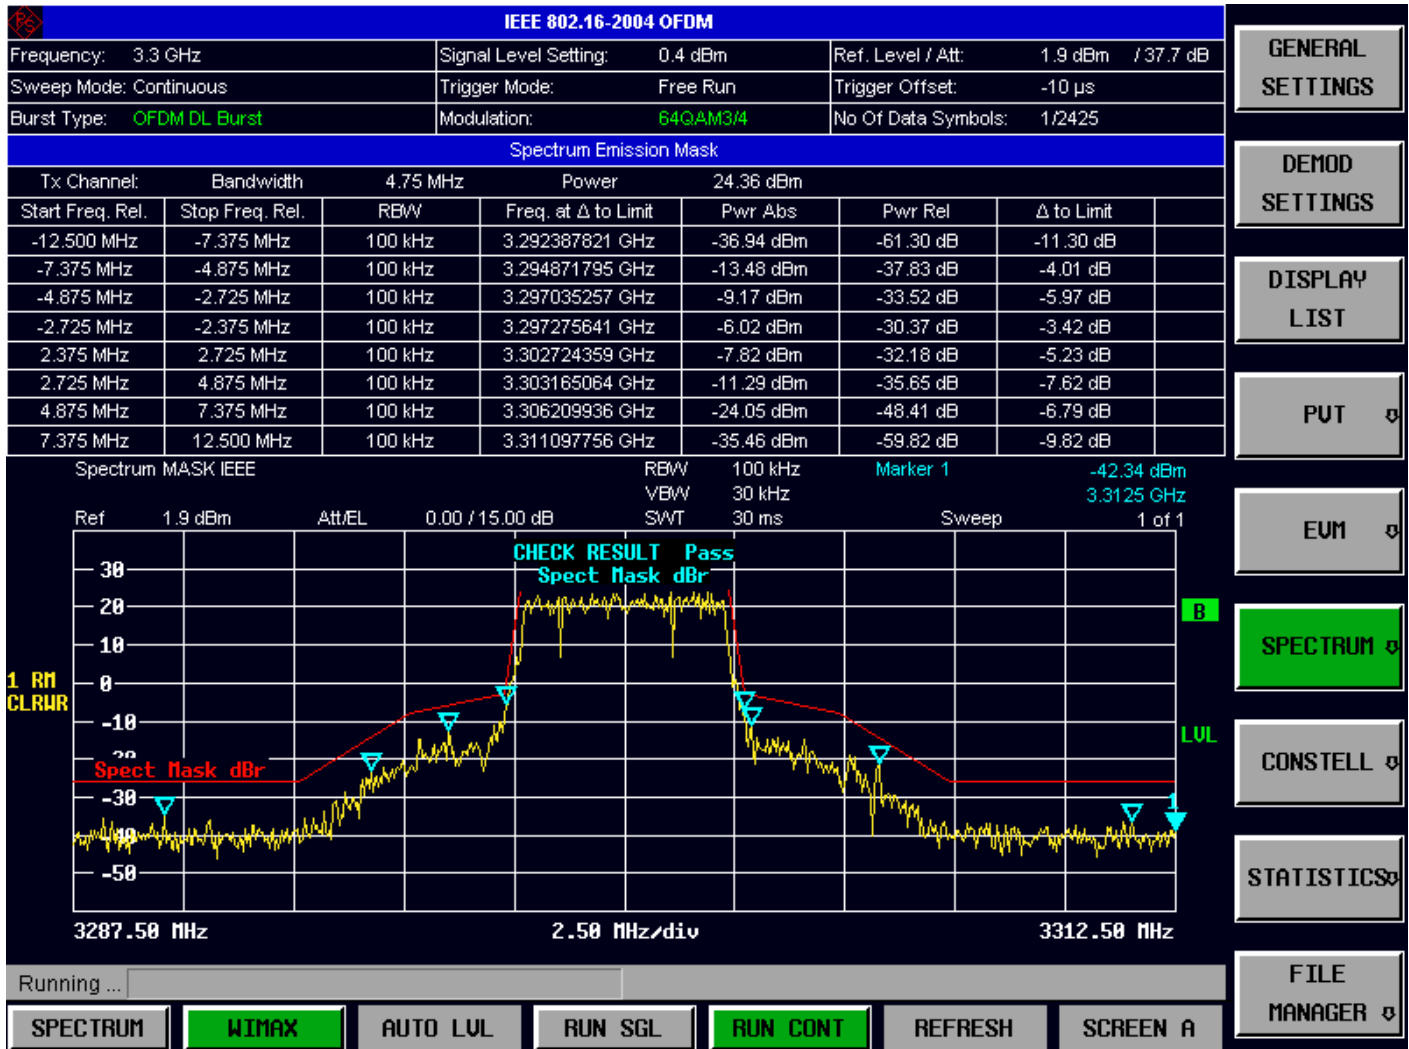 IEEE 802.16-2004 OFDM
Frequency: 3.3 GHz Signal Level Setting: 0.4 dBm Ref. Level / Att: 1.9 dBm / 37.7 dB
Sweep Mode: Continuous Trigger Mode: Free Run Trigger Offset: -10 µs
Burst Type: OFDM DL Burst Modulation: 64QAM3/4 No Of Data Symbols: 1/2425
Spectrum Emission Mask
Tx Channel: Bandwidth 4.75 MHz Power 24.36 dBm
Start Freq. Rel. Stop Freq. Rel. RBW Freq. at Δ to Limit Pwr Abs Pwr Rel Δ to Limit
-12.500 MHz -7.375 MHz 100 kHz 3.292387821 GHz -36.94 dBm -61.30 dB -11.30 dB
-7.375 MHz -4.875 MHz 100 kHz 3.294871795 GHz -13.48 dBm -37.83 dB -4.01 dB
-4.875 MHz -2.725 MHz 100 kHz 3.297035257 GHz -9.17 dBm -33.52 dB -5.97 dB
-2.725 MHz -2.375 MHz 100 kHz 3.297275641 GHz -6.02 dBm -30.37 dB -3.42 dB
2.375 MHz 2.725 MHz 100 kHz 3.302724359 GHz -7.82 dBm -32.18 dB -5.23 dB
2.725 MHz 4.875 MHz 100 kHz 3.303165064 GHz -11.29 dBm -35.65 dB -7.62 dB
4.875 MHz 7.375 MHz 100 kHz 3.306209936 GHz -24.05 dBm -48.41 dB -6.79 dB
7.375 MHz 12.500 MHz 100 kHz 3.311097756 GHz -35.46 dBm -59.82 dB -9.82 dB
Spectrum MASK IEEE RBW 100 kHz Marker 1 -42.34 dBm
VBW 30 kHz 3.3125 GHz
Ref 1.9 dBm Att/EL 0.00 / 15.00 dB SWT 30 ms Sweep 1 of 1
CHECK RESULT Pass
Spect Mask dBr
30
20
10
0
-10
-20
Spect Mask dBr
-30
-40
-50
1 RM
CLRWR
1
B
LVL
3287.50 MHz 2.50 MHz/div 3312.50 MHz
Running ...
SPECTRUM WIMAX AUTO LVL RUN SGL RUN CONT REFRESH SCREEN A
GENERAL
SETTINGS
DEMOD
SETTINGS
DISPLAY
LIST
PVT
EVM
SPECTRUM
CONSTELL
STATISTICS
FILE
MANAGER